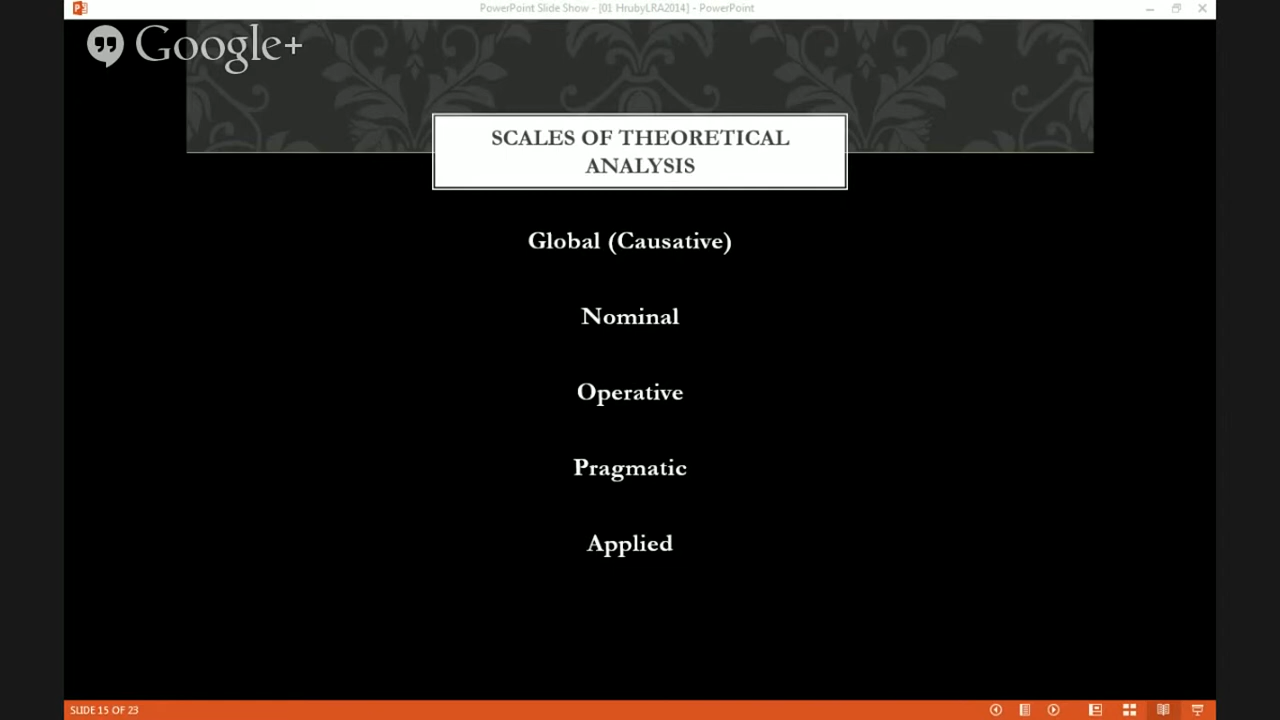 PowerPoint Slide Show - [01 HrubyLRA2014] - PowerPoint
Google+
SCALES OF THEORETICAL
ANALYSIS
Global (Causative)
Nominal
Operative
Pragmatic
Applied
SLIDE 15 OF 23